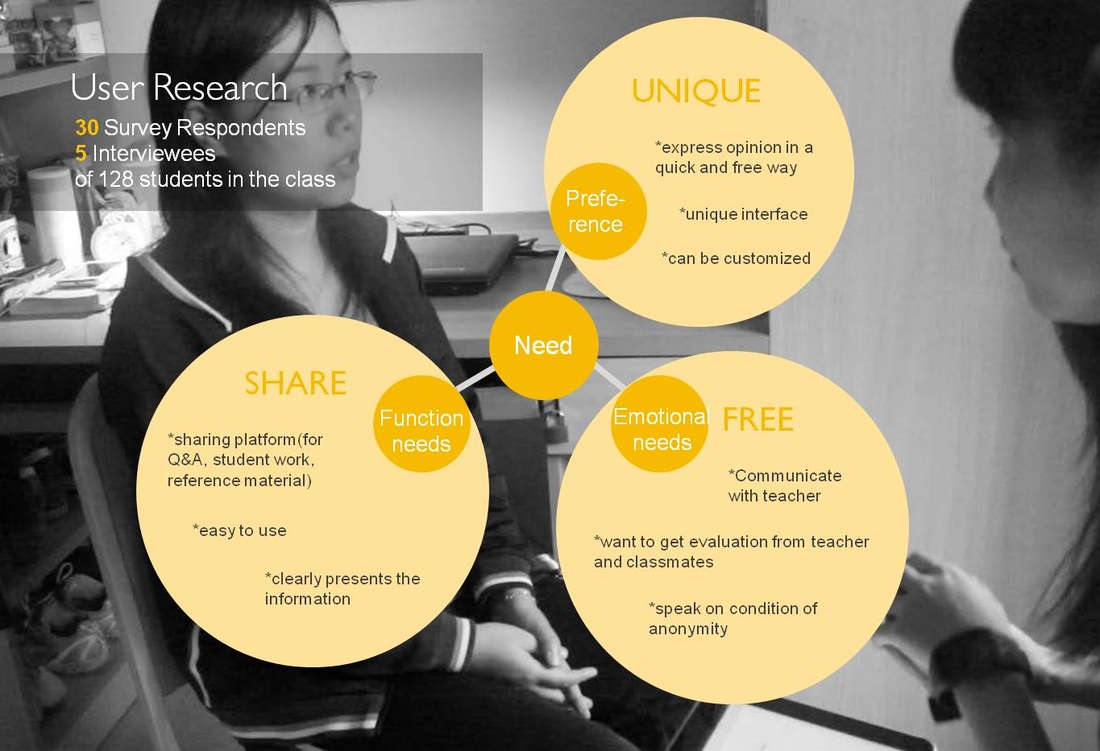 User Research
30 Survey Respondents
5 Interviewees
of 128 students in the class
UNIQUE
*express opinion in a
quick and free way
*unique interface
*can be customized
Prefe-
rence
Need
SHARE
Function
needs
*sharing platform(for
Q&A, student work,
reference material)
*easy to use
*clearly presents the
information
Emotional
needs
FREE
*Communicate
with teacher
*want to get evaluation from teacher
and classmates
*speak on condition of
anonymity